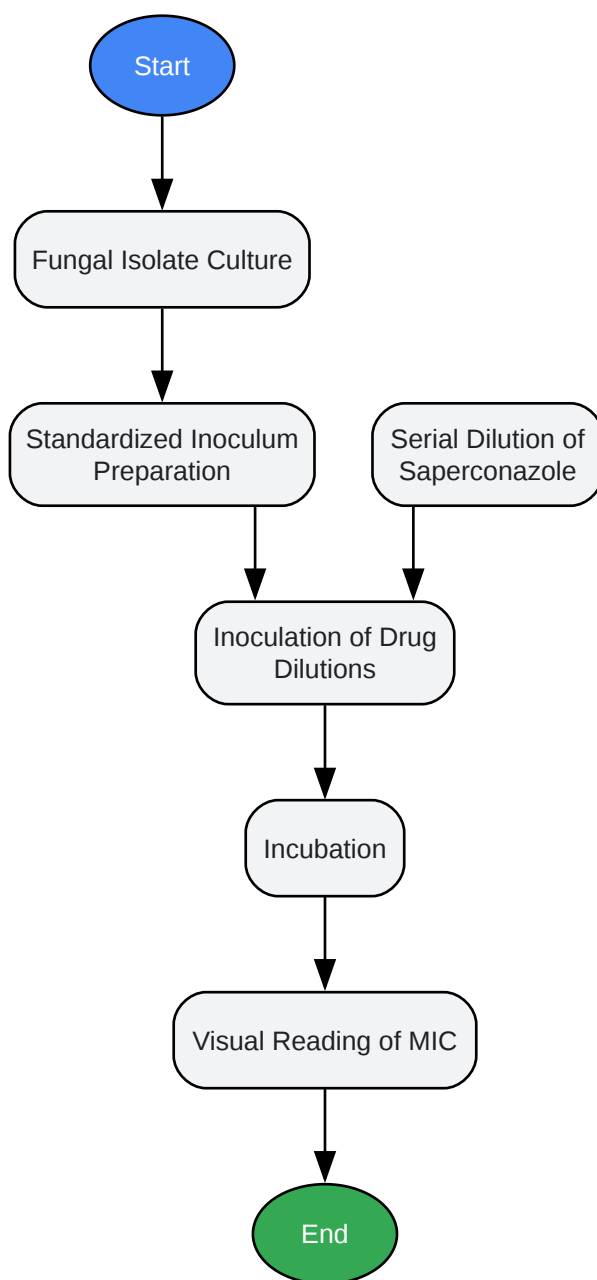 Start
Fungal Isolate Culture
Standardized Inoculum
Preparation
Serial Dilution of
Saperconazole
Inoculation of Drug
Dilutions
Incubation
Visual Reading of MIC
End